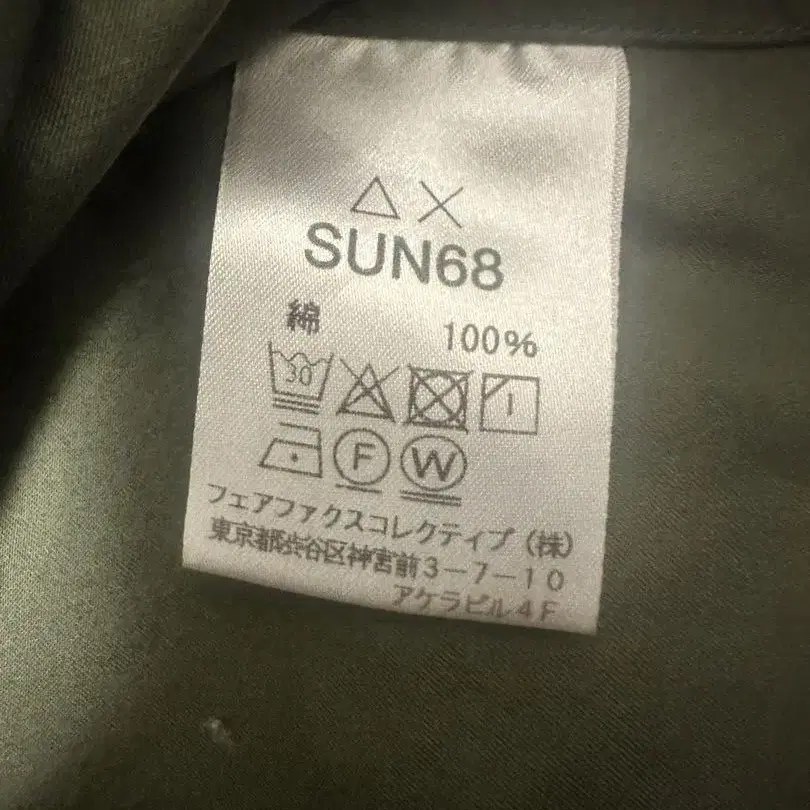 SUN68
綿 100%
30
F W
フェアファクスコレクティブ（株）
東京都渋谷区神宮前3-7-10
アケラビル4F